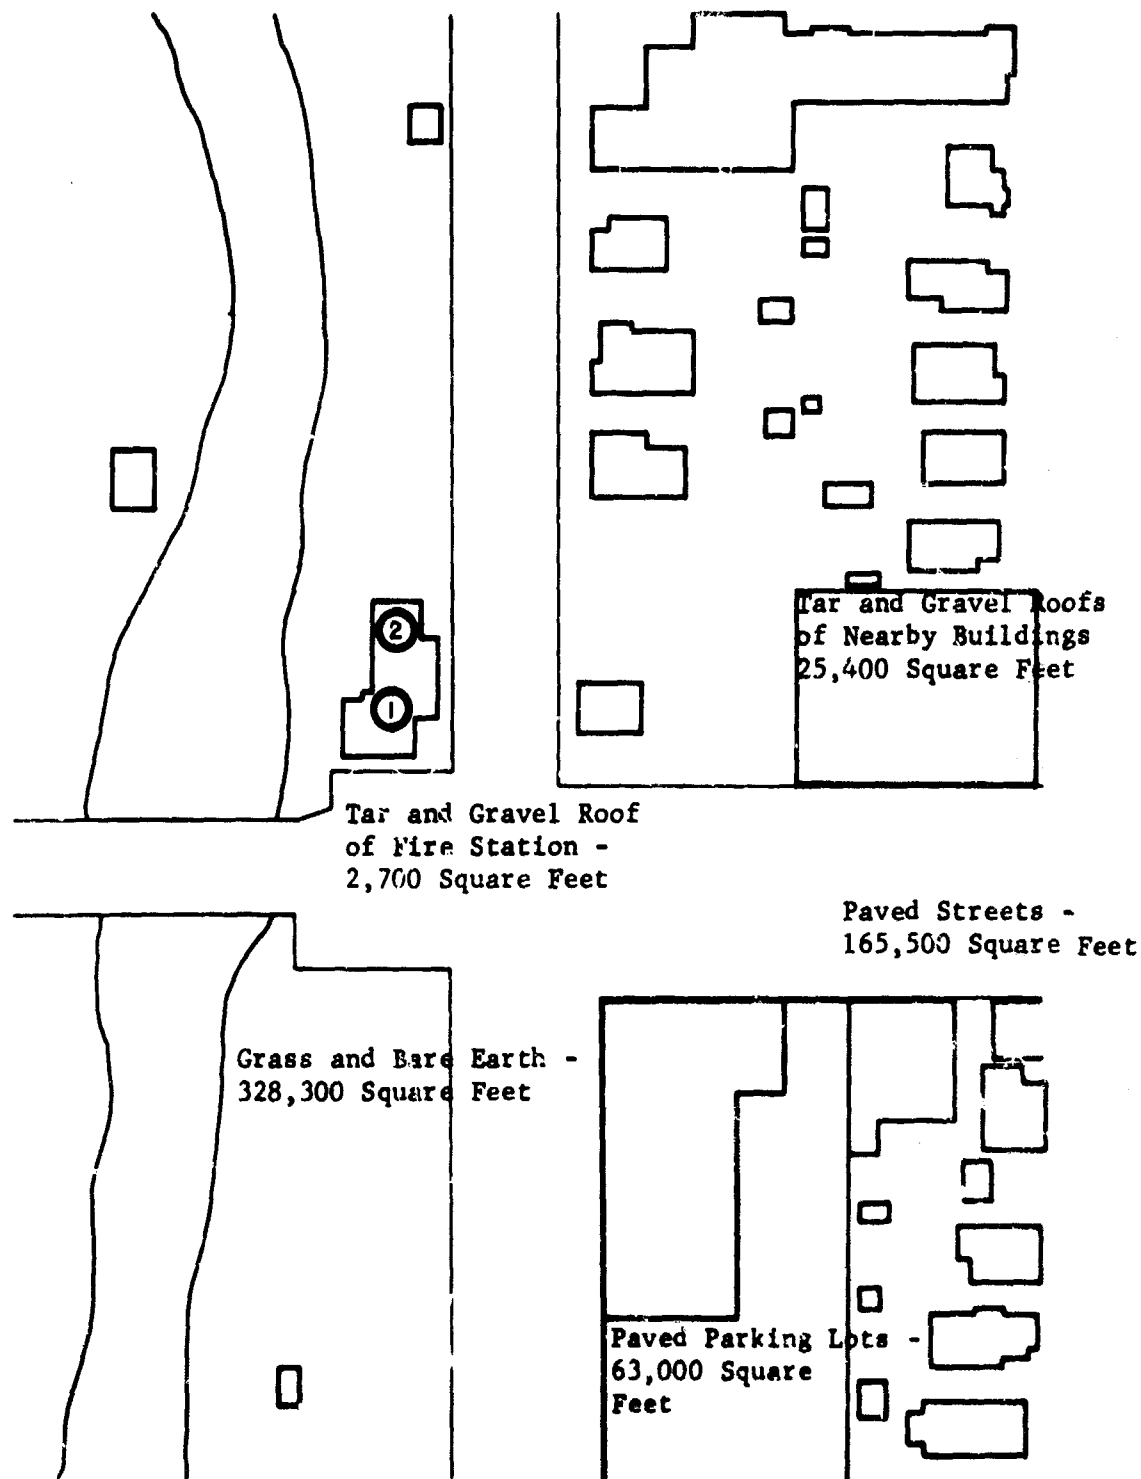 Tar and Gravel Roofs
of Nearby Buildings
25,400 Square Feet
2
1
Tar and Gravel Roof
of Fire Station -
2,700 Square Feet
Paved Streets -
165,500 Square Feet
Grass and Bare Earth -
328,300 Square Feet
Paved Parking Lots -
63,000 Square
Feet